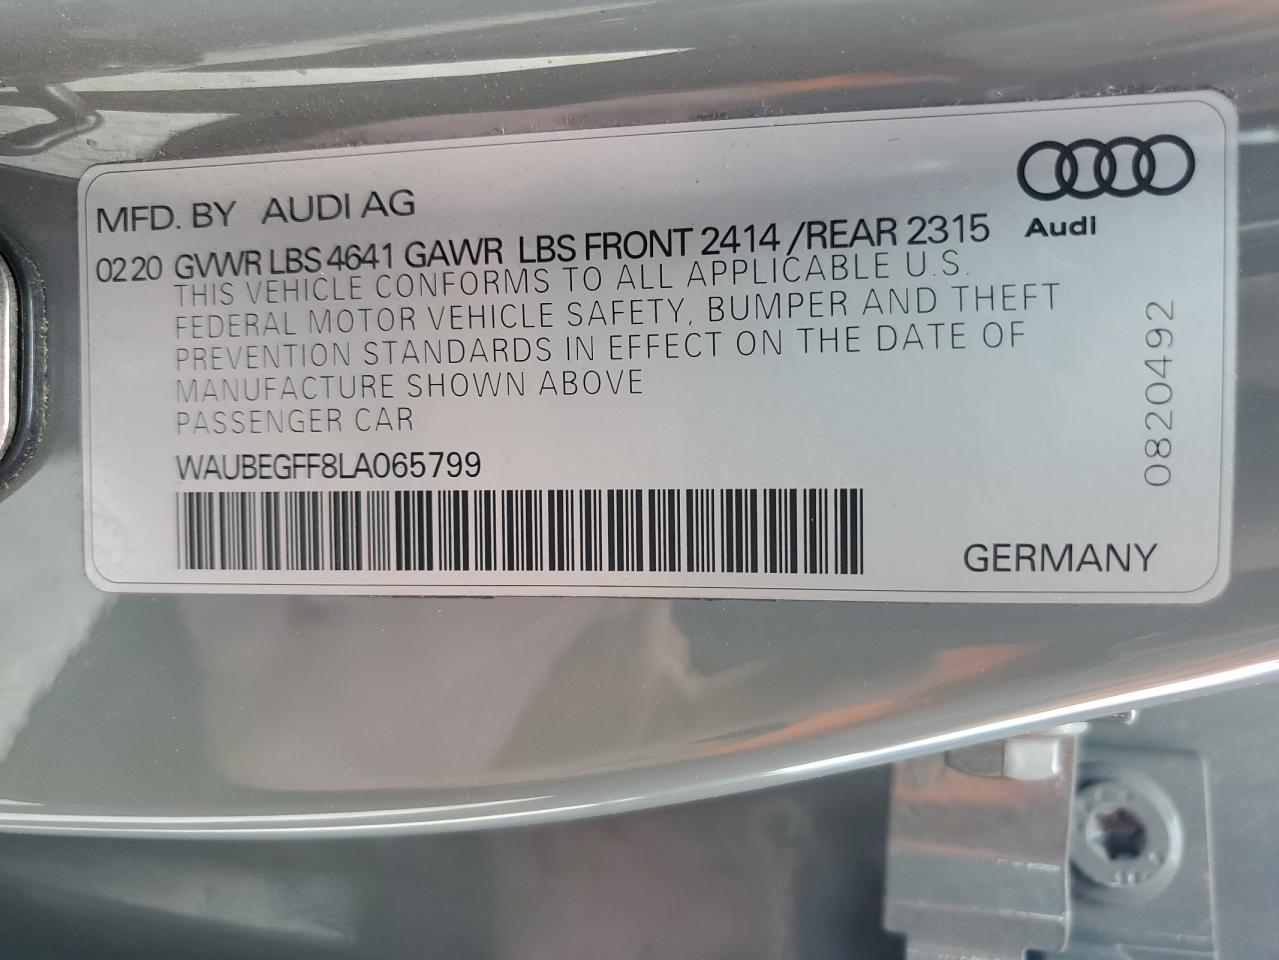 MFD. BY AUDI AG
Audi
02 20 GVWR LBS 4641 GAWR LBS FRONT 2414 /REAR 2315
THIS VEHICLE CONFORMS TO ALL APPLICABLE U.S.
FEDERAL MOTOR VEHICLE SAFETY, BUMPER AND THEFT
PREVENTION STANDARDS IN EFFECT ON THE DATE OF
MANUFACTURE SHOWN ABOVE
PASSENGER CAR
WAUBEGFF8LA065799
GERMANY
0820492